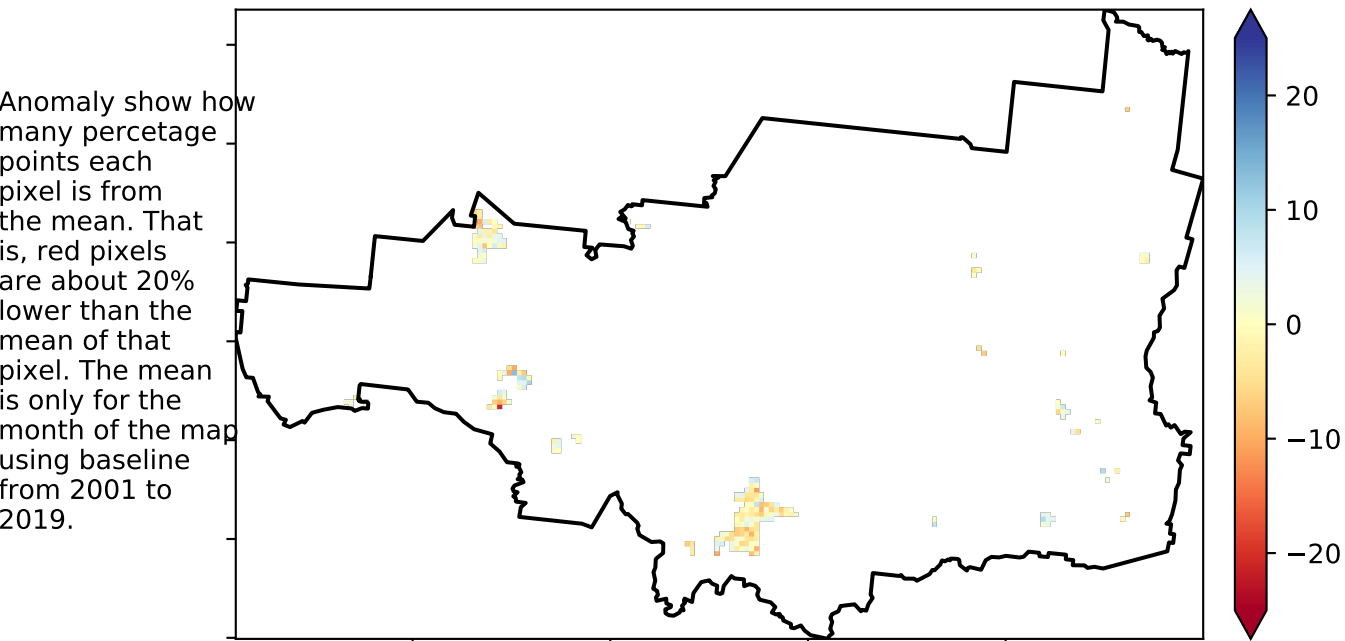 Anomaly show how
many percetage
points each
pixel is from
the mean. That
is, red pixels
are about 20%
lower than the
mean of that
pixel. The mean
is only for the
month of the map
using baseline
from 2001 to
2019.
20
10
0
−10
−20